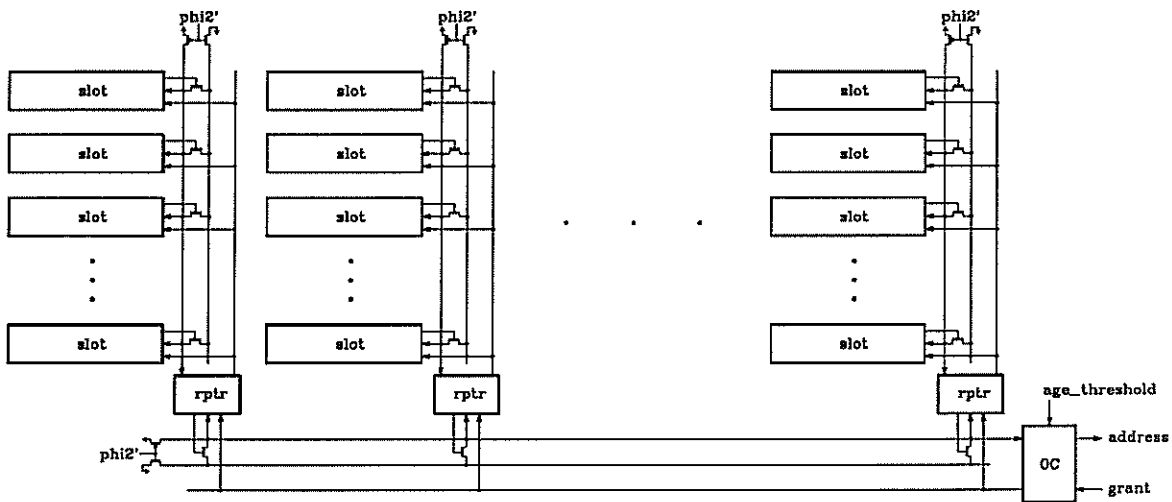 phi2' phi2' phi2'
slot slot slot
slot slot slot
slot slot slot
slot slot slot
rptr rptr rptr
age_threshold
address
phi2'
OC
grant